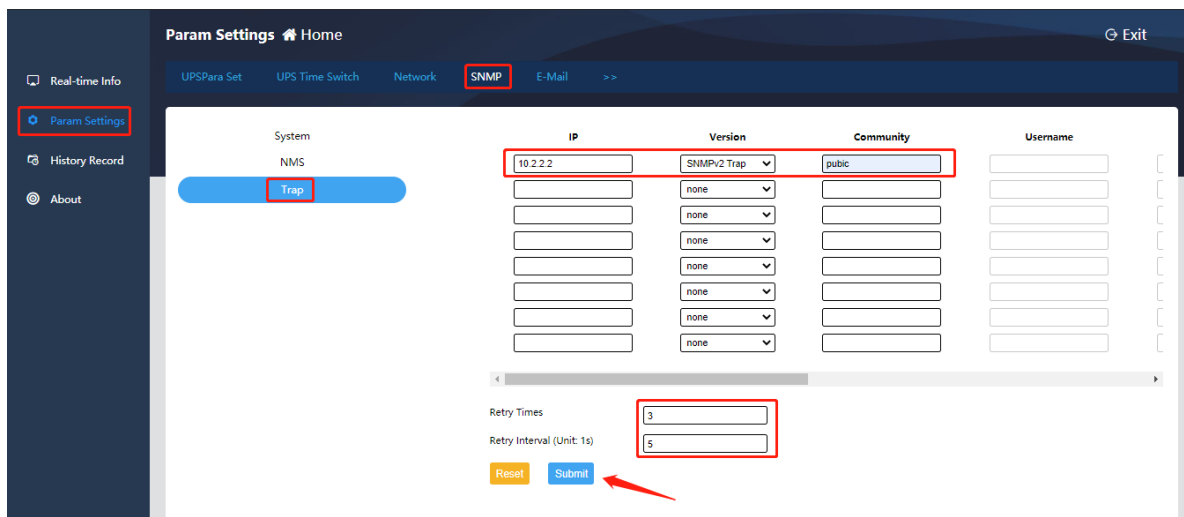 Param Settings Home
Exit
Real-time Info
Param Settings
History Record
About
UPSPara Set UPS Time Switch Network SNMP E-Mail >>
System
NMS
Trap
IP Version Community Username
10.2.2.2 SNMPv2 Trap pubic
none
none
none
none
none
none
none
Retry Times 3
Retry Interval (Unit: 1s) 5
Reset Submit